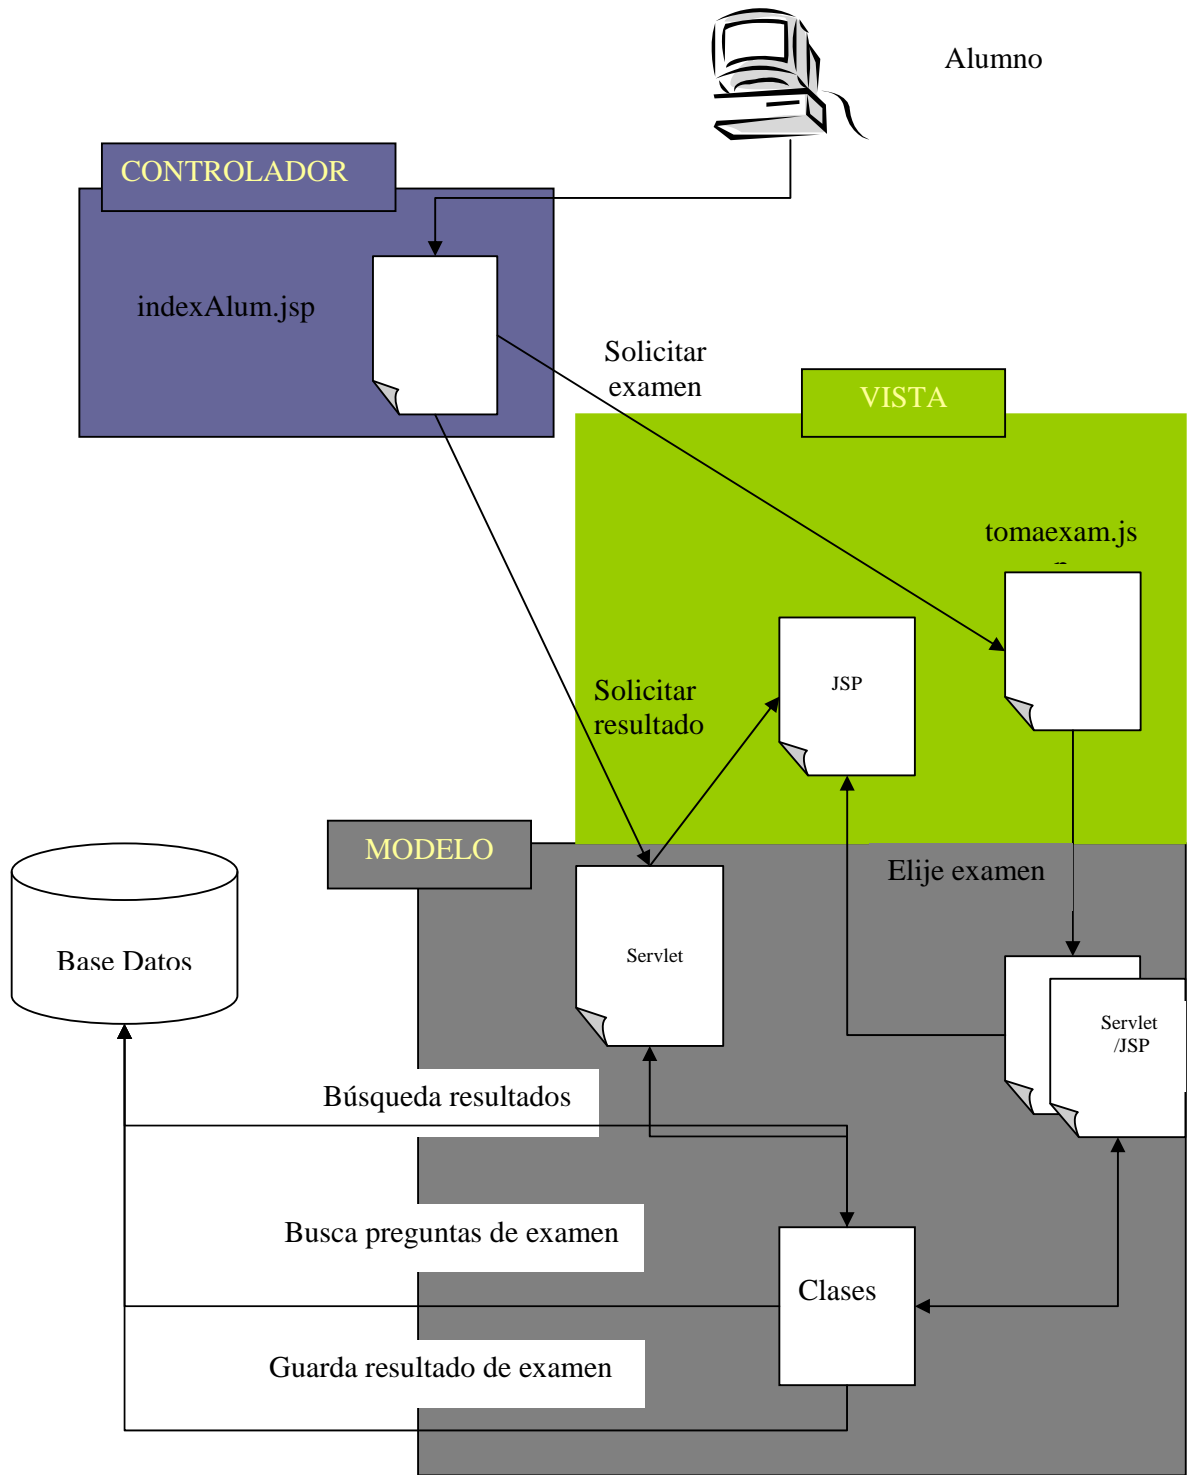 Alumno
CONTROLADOR
indexAlum.jsp
Solicitar
examen
VISTA
tomaexam.js
Solicitar
resultado
JSP
MODELO
Elije examen
Base Datos
Servlet
Servlet
/JSP
Búsqueda resultados
Busca preguntas de examen
Clases
Guarda resultado de examen